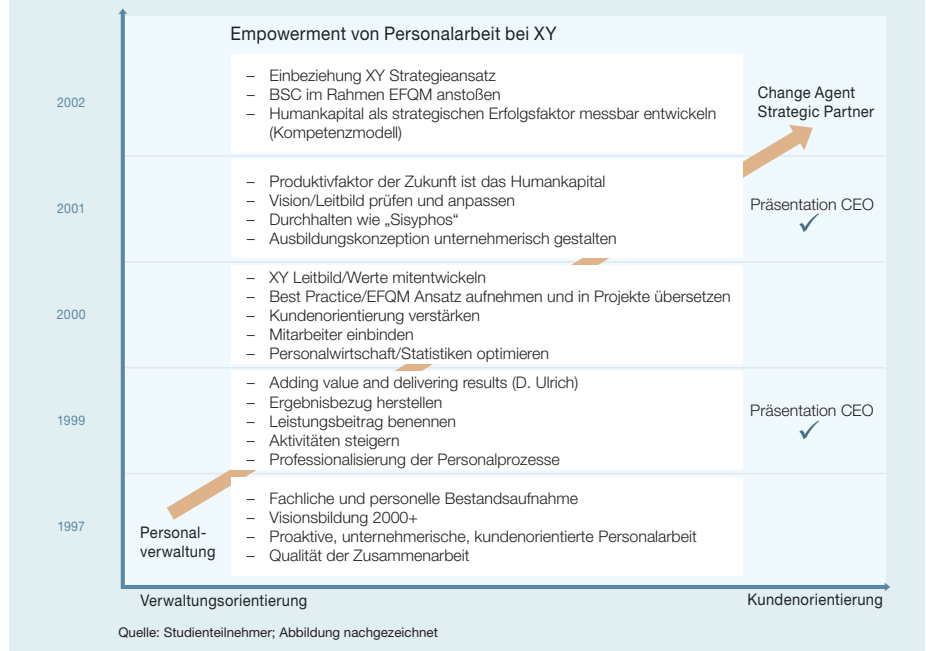 Empowerment von Personalarbeit bei XY
2002
– Einbeziehung XY Strategieansatz
– BSC im Rahmen EFQM anstoßen
– Humankapital als strategischen Erfolgsfaktor messbar entwickeln
(Kompetenzmodell)
Change Agent
Strategic Partner
2001
– Produktivfaktor der Zukunft ist das Humankapital
– Vision/Leitbild prüfen und anpassen
– Durchhalten wie „Sisyphos“
– Ausbildungskonzeption unternehmerisch gestalten
Präsentation CEO
✓
2000
– XY Leitbild/Werte mitentwickeln
– Best Practice/EFQM Ansatz aufnehmen und in Projekte übersetzen
– Kundenorientierung verstärken
– Mitarbeiter einbinden
– Personalwirtschaft/Statistiken optimieren
1999
– Adding value and delivering results (D. Ulrich)
– Ergebnisbezug herstellen
– Leistungsbeitrag benennen
– Aktivitäten steigern
– Professionalisierung der Personalprozesse
Präsentation CEO
✓
1997
Personal-
verwaltung
– Fachliche und personelle Bestandsaufnahme
– Visionsbildung 2000+
– Proaktive, unternehmerische, kundenorientierte Personalarbeit
– Qualität der Zusammenarbeit
Verwaltungsorientierung
Kundenorientierung
Quelle: Studienteilnehmer; Abbildung nachgezeichnet